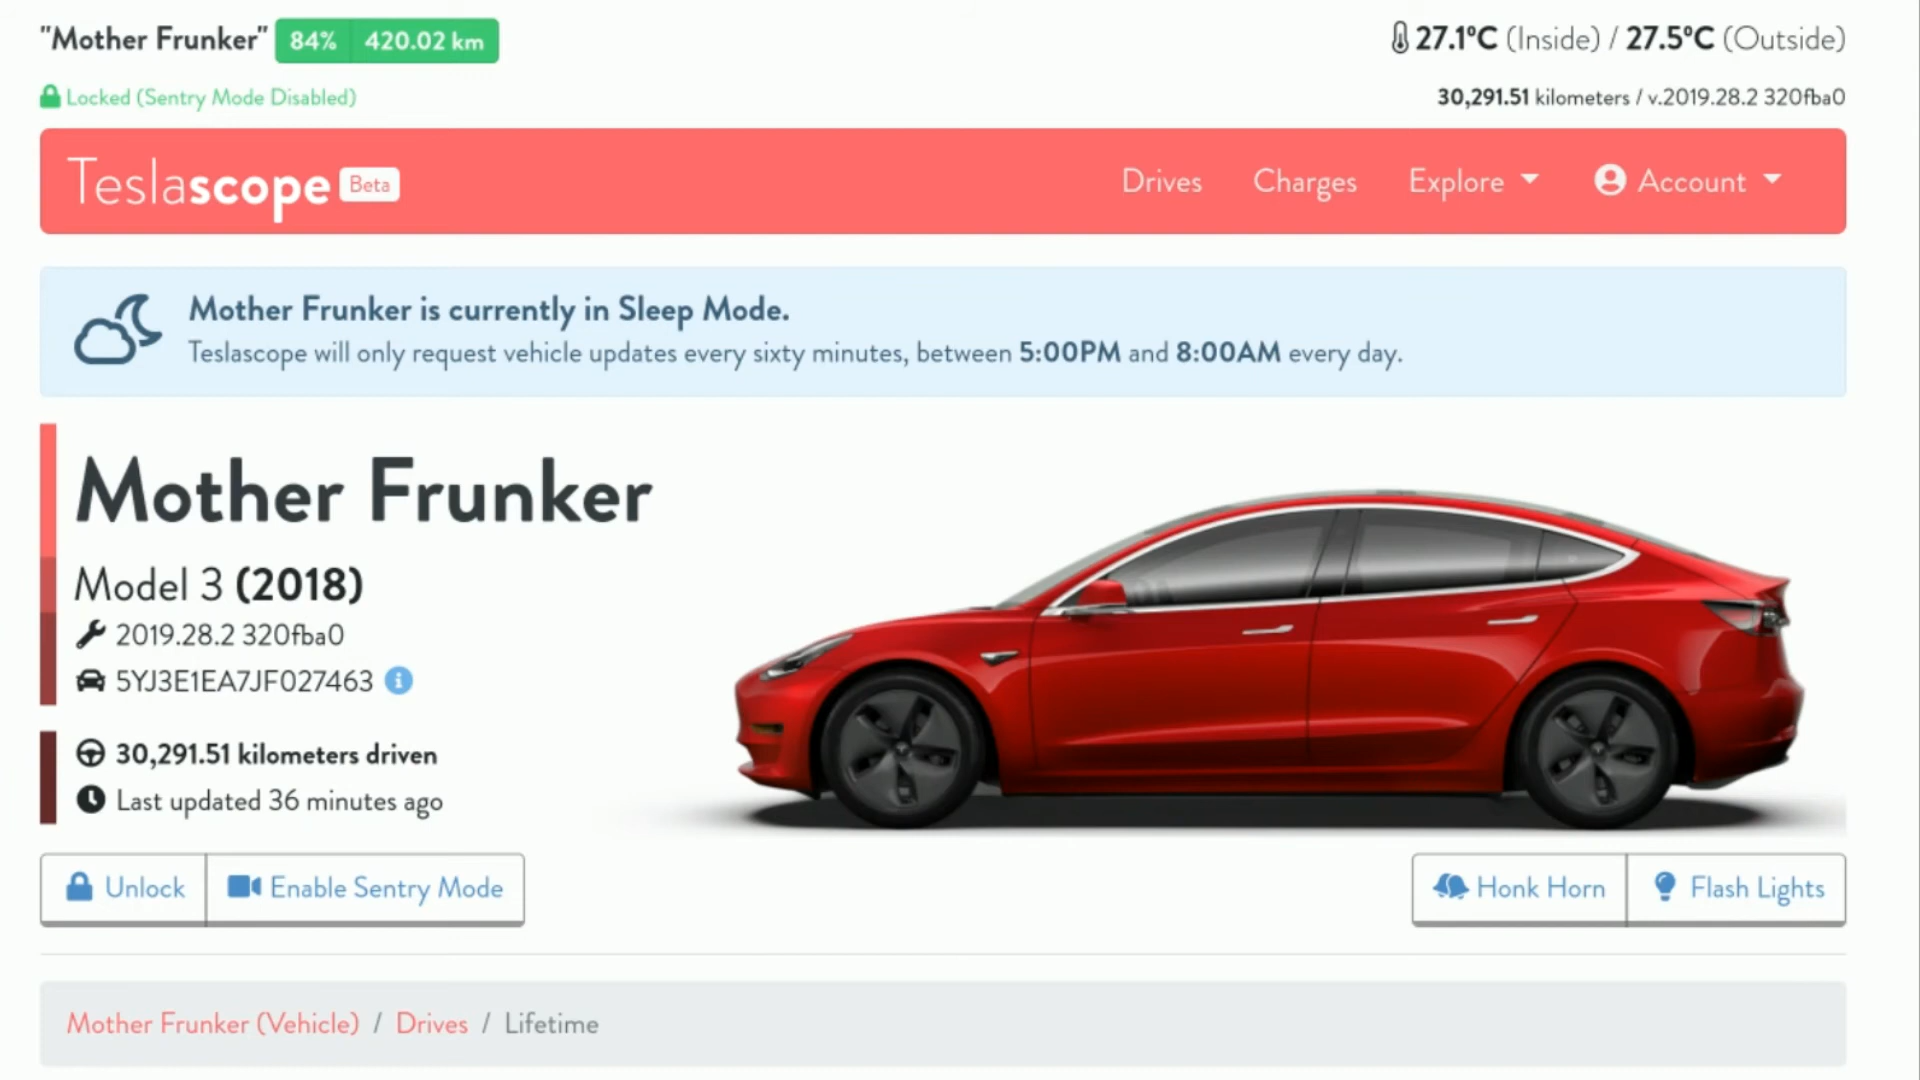 "Mother Frunker" 84% 420.02 km
27.1°C (Inside) / 27.5°C (Outside)
Locked (Sentry Mode Disabled)
30,291.51 kilometers / v.2019.28.2 320fba0
Teslascope Beta
Drives Charges Explore Account
Mother Frunker is currently in Sleep Mode.
Teslascope will only request vehicle updates every sixty minutes, between 5:00PM and 8:00AM every day.
Mother Frunker
Model 3 (2018)
2019.28.2 320fba0
5YJ3E1EA7JF027463
30,291.51 kilometers driven
Last updated 36 minutes ago
Unlock Enable Sentry Mode
Honk Horn Flash Lights
Mother Frunker (Vehicle) / Drives / Lifetime